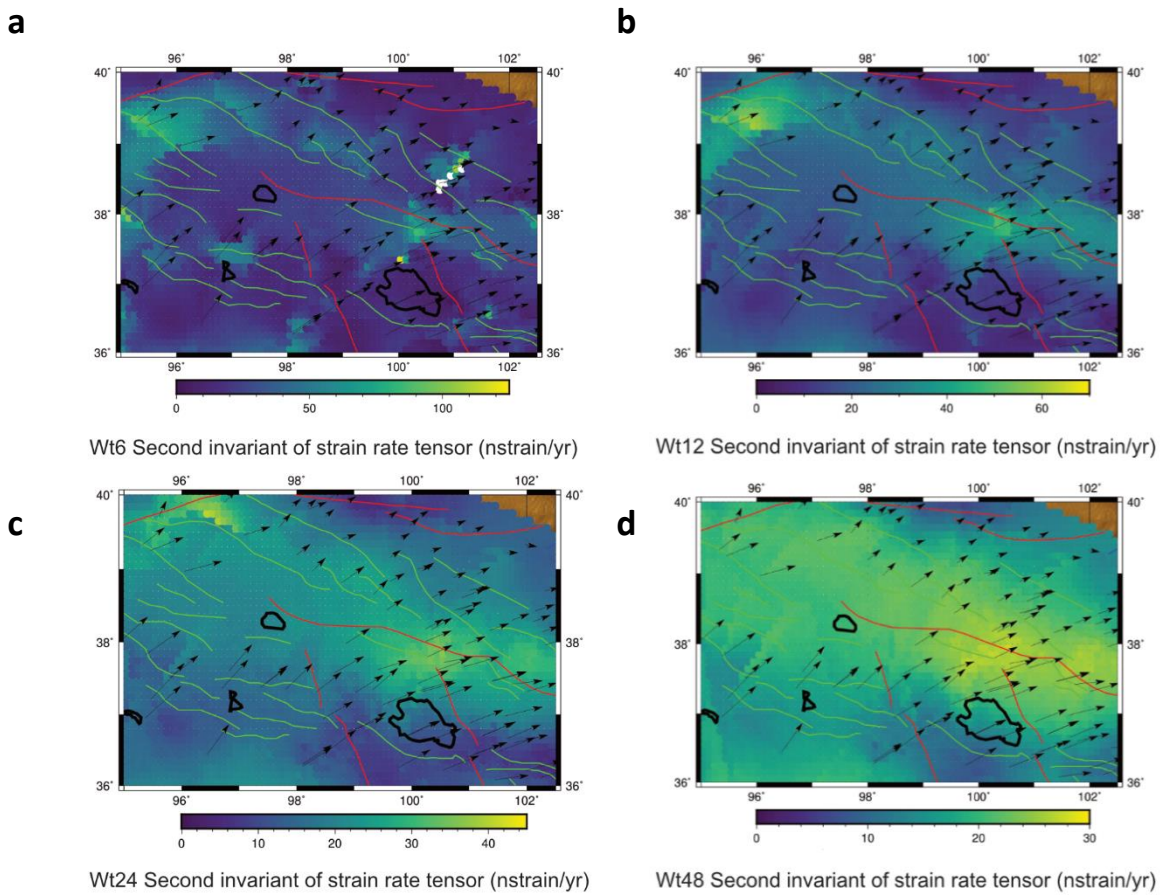 a
b
96° 98° 100° 102°
96° 98° 100° 102°
40° 40°
40° 40°
38° 38°
38° 38°
36° 36°
36° 36°
96° 98° 100° 102°
96° 98° 100° 102°
0 50 100
0 20 40 60
Wt6 Second invariant of strain rate tensor (nstrain/yr)
Wt12 Second invariant of strain rate tensor (nstrain/yr)
c
d
96° 98° 100° 102°
96° 98° 100° 102°
40° 40°
40° 40°
38° 38°
38° 38°
36° 36°
36° 36°
96° 98° 100° 102°
96° 98° 100° 102°
0 10 20 30 40
0 10 20 30
Wt24 Second invariant of strain rate tensor (nstrain/yr)
Wt48 Second invariant of strain rate tensor (nstrain/yr)